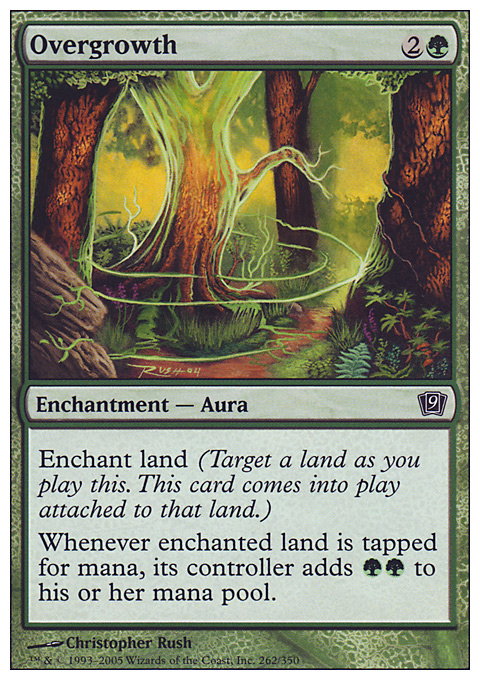 Overgrowth 2
RUSH-04
Enchantment — Aura 9
Enchant land (Target a land as you
play this. This card comes into play
attached to that land.)
Whenever enchanted land is tapped
for mana, its controller adds to
his or her mana pool.
Christopher Rush
™ & © 1993–2005 Wizards of the Coast, Inc. 262/350